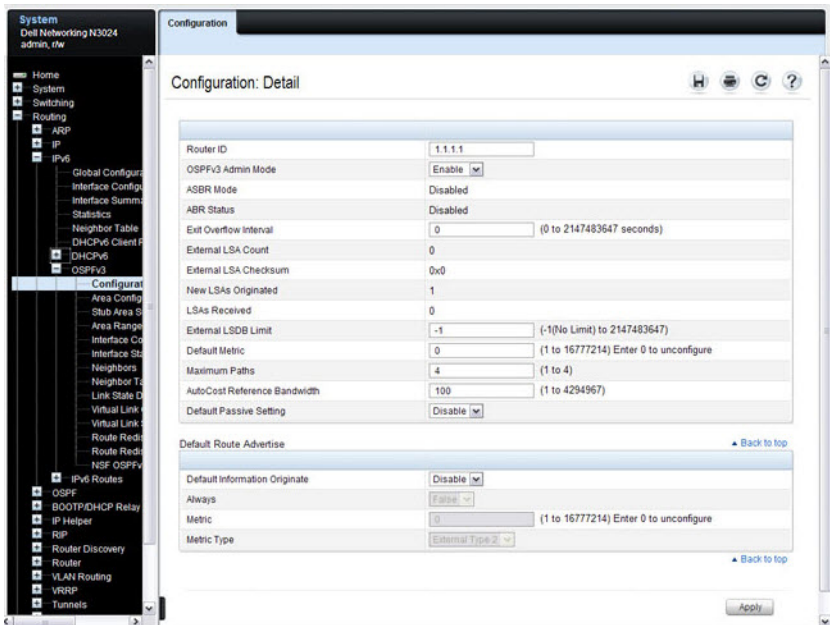 System
Dell Networking N3024
admin, r/w
Home
System
Switching
Routing
ARP
IP
IPv6
Global Configura
Interface Configu
Interface Summa
Statistics
Neighbor Table
DHCPv6 Client
DHCPv6
OSPFv3
Configurat
Area Config
Stub Area S
Area Range
Interface Co
Interface Sta
Neighbors
Neighbor Ta
Link State D
Virtual Link
Virtual Link
Route Redis
Route Redis
NSF OSPFv
IPv6 Routes
OSPF
BOOTP/DHCP Relay
IP Helper
RIP
Router Discovery
Router
VLAN Routing
VRRP
Tunnels
Configuration
Configuration: Detail
Router ID 1.1.1.1
OSPFv3 Admin Mode Enable
ASBR Mode Disabled
ABR Status Disabled
Exit Overflow Interval 0 (0 to 2147483647 seconds)
External LSA Count 0
External LSA Checksum 0x0
New LSAs Originated 1
LSAs Received 0
External LSDB Limit -1 (-1(No Limit) to 2147483647)
Default Metric 0 (1 to 16777214) Enter 0 to unconfigure
Maximum Paths 4 (1 to 4)
AutoCost Reference Bandwidth 100 (1 to 4294967)
Default Passive Setting Disable
Default Route Advertise Back to top
Default Information Originate Disable
Always False
Metric 0 (1 to 16777214) Enter 0 to unconfigure
Metric Type External Type 2
Back to top
Apply